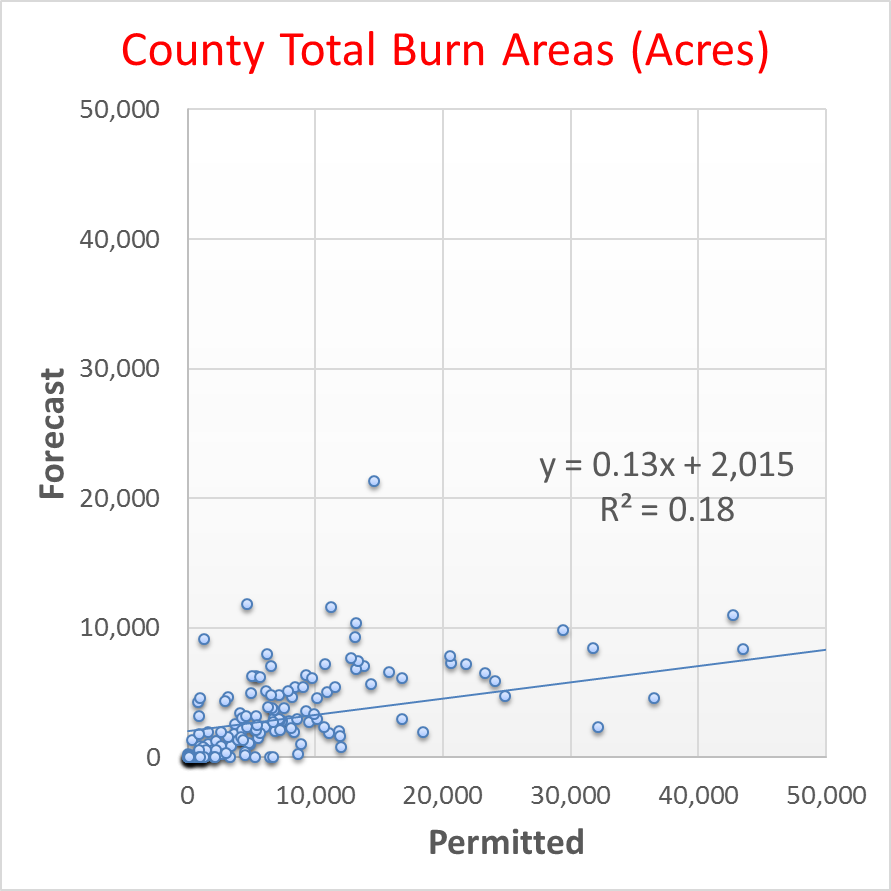 County Total Burn Areas (Acres)
50,000
40,000
30,000
20,000
10,000
0
Forecast
y = 0.13x + 2,015
R² = 0.18
0
10,000
20,000
30,000
40,000
50,000
Permitted